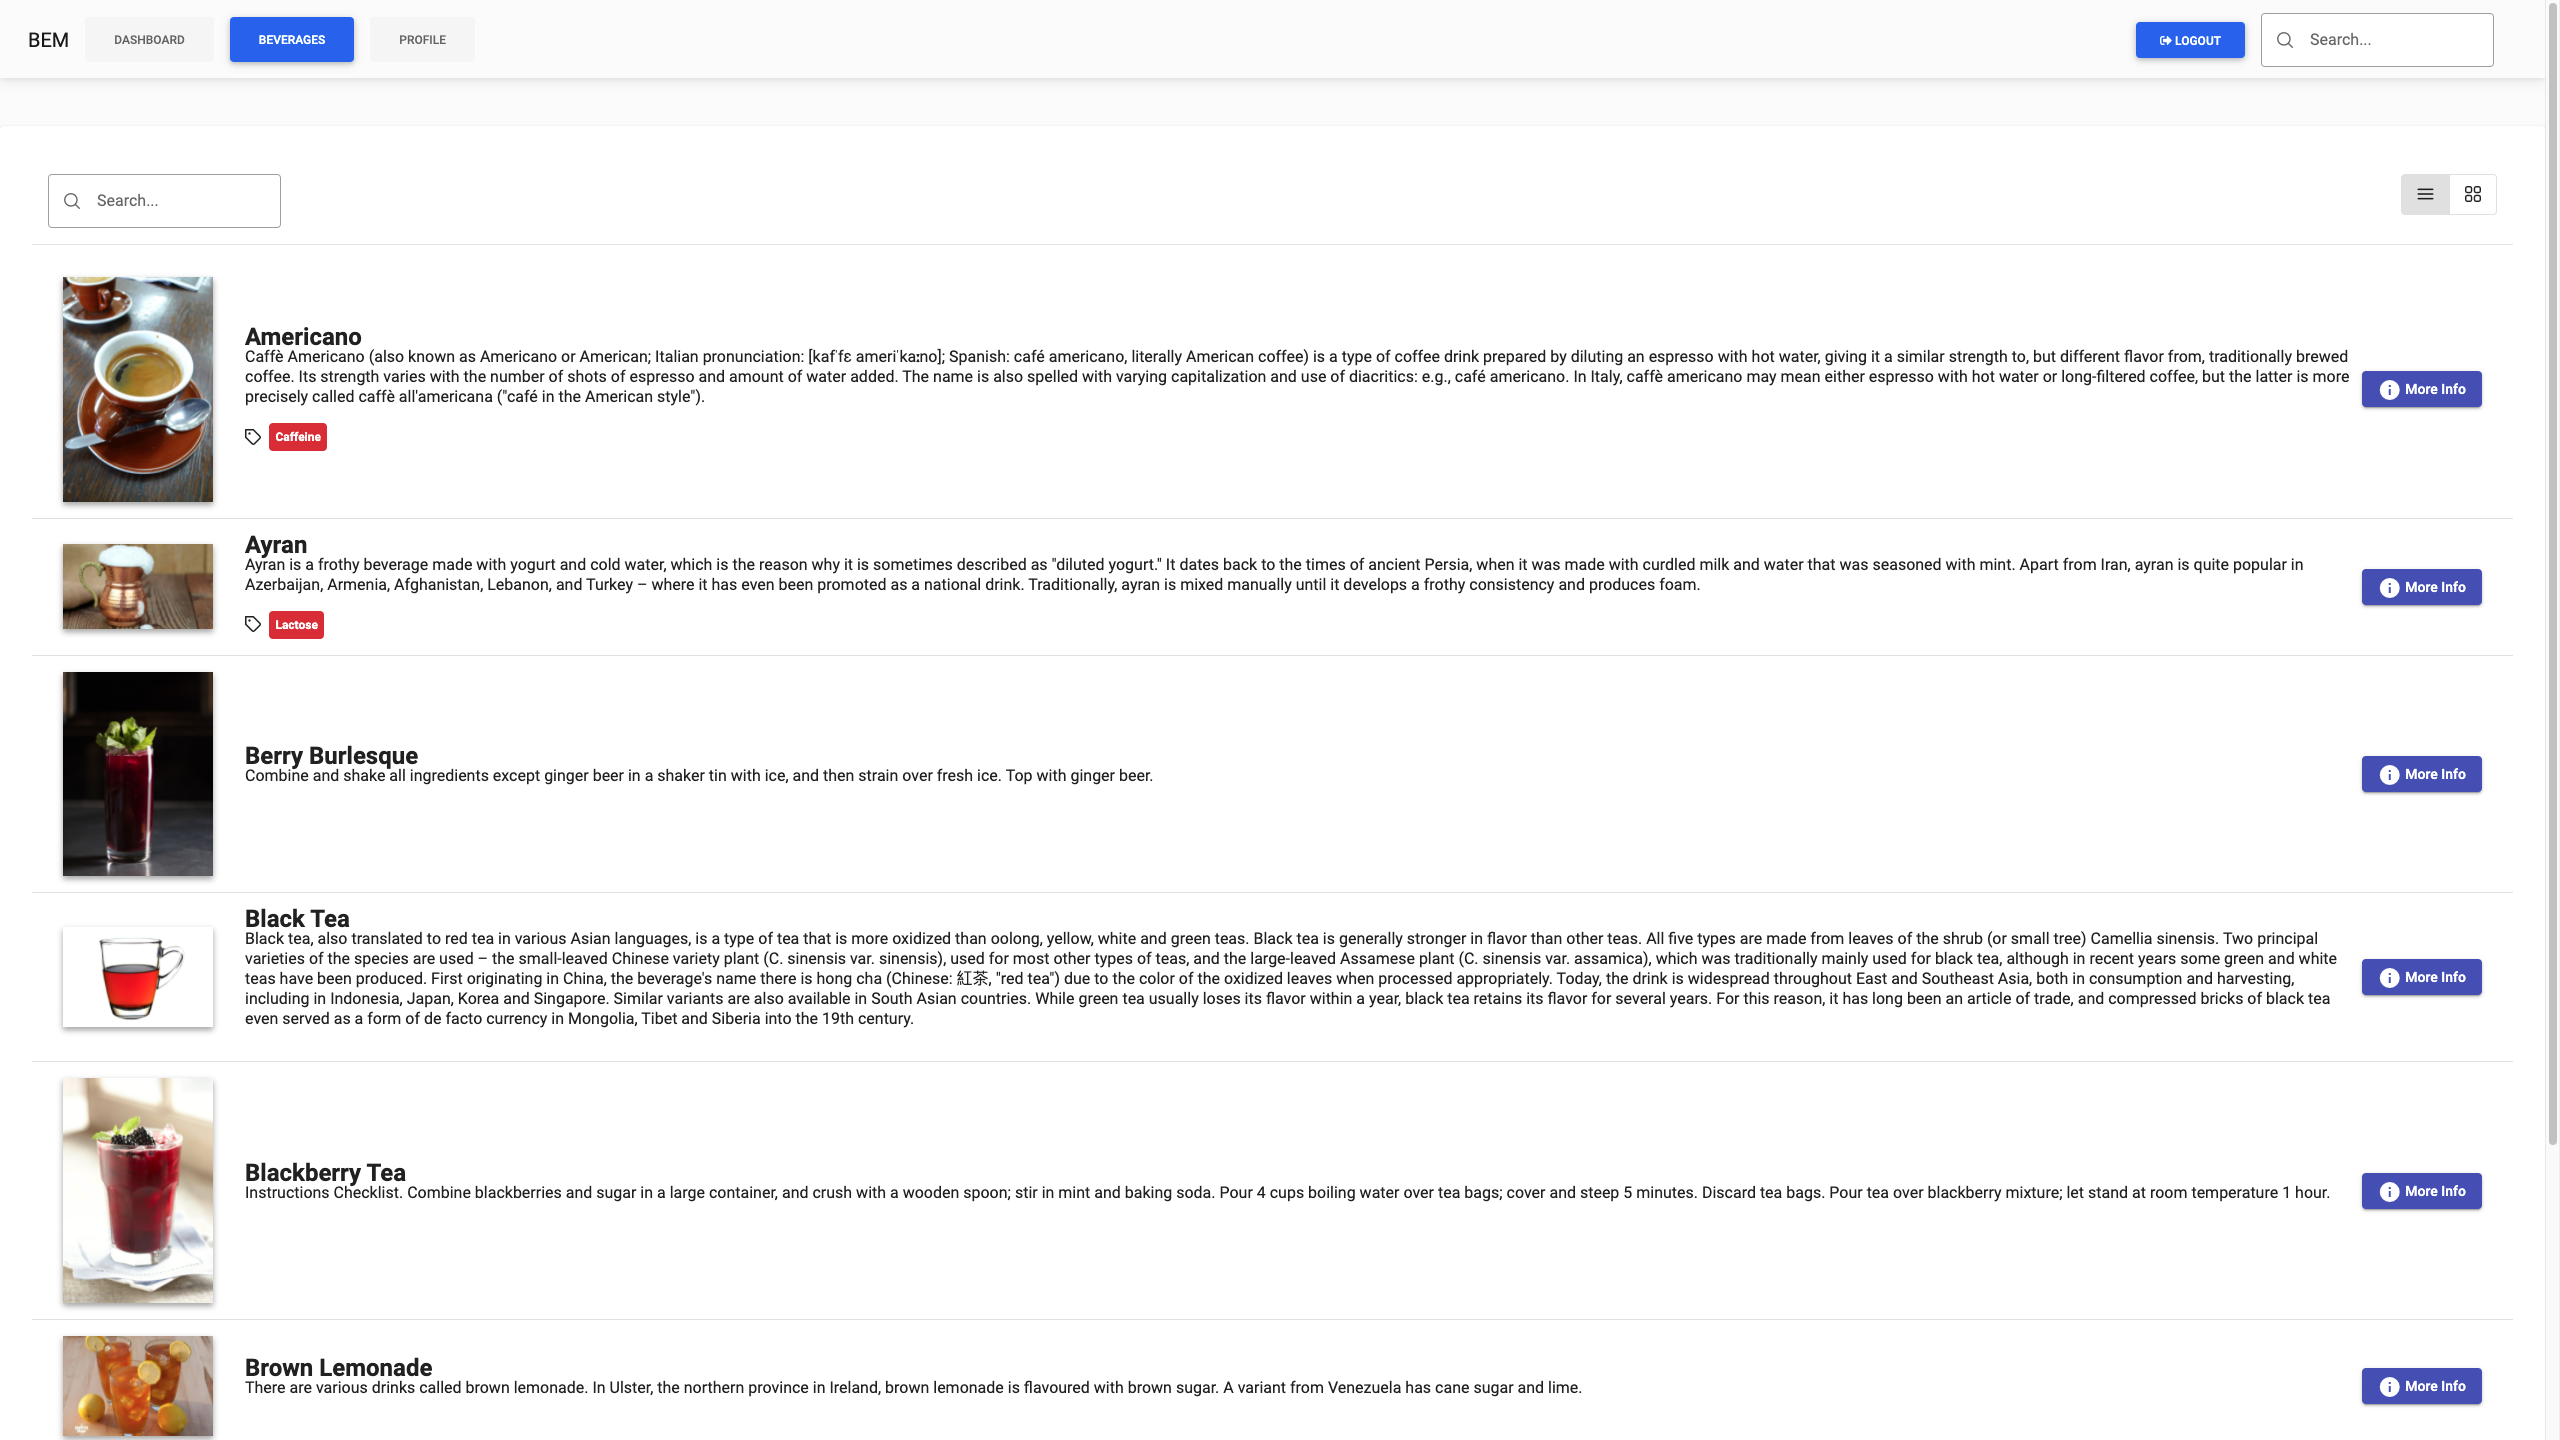 BEM
DASHBOARD
BEVERAGES
PROFILE
LOGOUT
Search...
Search...
Americano
Caffè Americano (also known as Americano or American; Italian pronunciation: [kafˈfɛ ameriˈkaːno]; Spanish: café americano, literally American coffee) is a type of coffee drink prepared by diluting an espresso with hot water, giving it a similar strength to, but different flavor from, traditionally brewed
coffee. Its strength varies with the number of shots of espresso and amount of water added. The name is also spelled with varying capitalization and use of diacritics: e.g., café americano. In Italy, caffè americano may mean either espresso with hot water or long-filtered coffee, but the latter is more
precisely called caffè all'americana ("café in the American style").
Caffeine
More Info
Ayran
Ayran is a frothy beverage made with yogurt and cold water, which is the reason why it is sometimes described as "diluted yogurt." It dates back to the times of ancient Persia, when it was made with curdled milk and water that was seasoned with mint. Apart from Iran, ayran is quite popular in
Azerbaijan, Armenia, Afghanistan, Lebanon, and Turkey – where it has even been promoted as a national drink. Traditionally, ayran is mixed manually until it develops a frothy consistency and produces foam.
Lactose
More Info
Berry Burlesque
Combine and shake all ingredients except ginger beer in a shaker tin with ice, and then strain over fresh ice. Top with ginger beer.
More Info
Black Tea
Black tea, also translated to red tea in various Asian languages, is a type of tea that is more oxidized than oolong, yellow, white and green teas. Black tea is generally stronger in flavor than other teas. All five types are made from leaves of the shrub (or small tree) Camellia sinensis. Two principal
varieties of the species are used – the small-leaved Chinese variety plant (C. sinensis var. sinensis), used for most other types of teas, and the large-leaved Assamese plant (C. sinensis var. assamica), which was traditionally mainly used for black tea, although in recent years some green and white
teas have been produced. First originating in China, the beverage's name there is hong cha (Chinese: 紅茶, "red tea") due to the color of the oxidized leaves when processed appropriately. Today, the drink is widespread throughout East and Southeast Asia, both in consumption and harvesting,
including in Indonesia, Japan, Korea and Singapore. Similar variants are also available in South Asian countries. While green tea usually loses its flavor within a year, black tea retains its flavor for several years. For this reason, it has long been an article of trade, and compressed bricks of black tea
even served as a form of de facto currency in Mongolia, Tibet and Siberia into the 19th century.
More Info
Blackberry Tea
Instructions Checklist. Combine blackberries and sugar in a large container, and crush with a wooden spoon; stir in mint and baking soda. Pour 4 cups boiling water over tea bags; cover and steep 5 minutes. Discard tea bags. Pour tea over blackberry mixture; let stand at room temperature 1 hour.
More Info
Brown Lemonade
There are various drinks called brown lemonade. In Ulster, the northern province in Ireland, brown lemonade is flavoured with brown sugar. A variant from Venezuela has cane sugar and lime.
More Info